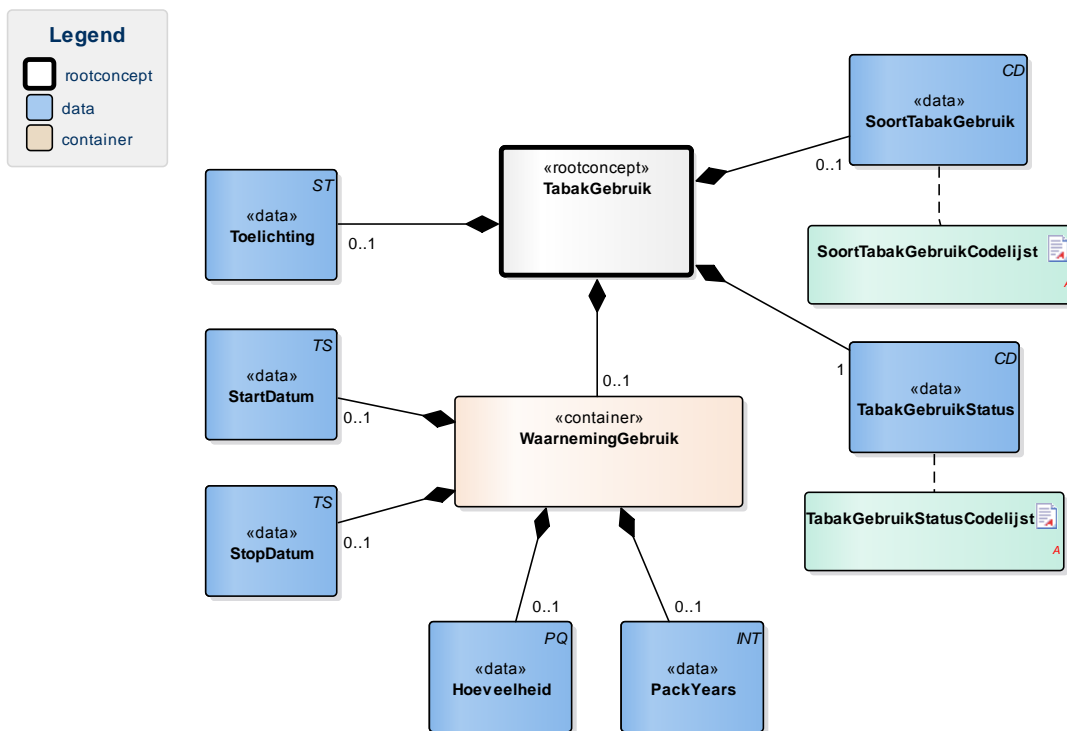 Legend
rootconcept
data
container
CD
«data»
SoortTabakGebruik
0..1
«rootconcept»
TabakGebruik
ST
«data»
Toelichting
0..1
SoortTabakGebruikCodelijst
A
TS
«data»
StartDatum
0..1
0..1
«container»
WaarnemingGebruik
1
CD
«data»
TabakGebruikStatus
TS
«data»
StopDatum
0..1
TabakGebruikStatusCodelijst
A
0..1
PQ
«data»
Hoeveelheid
0..1
INT
«data»
PackYears